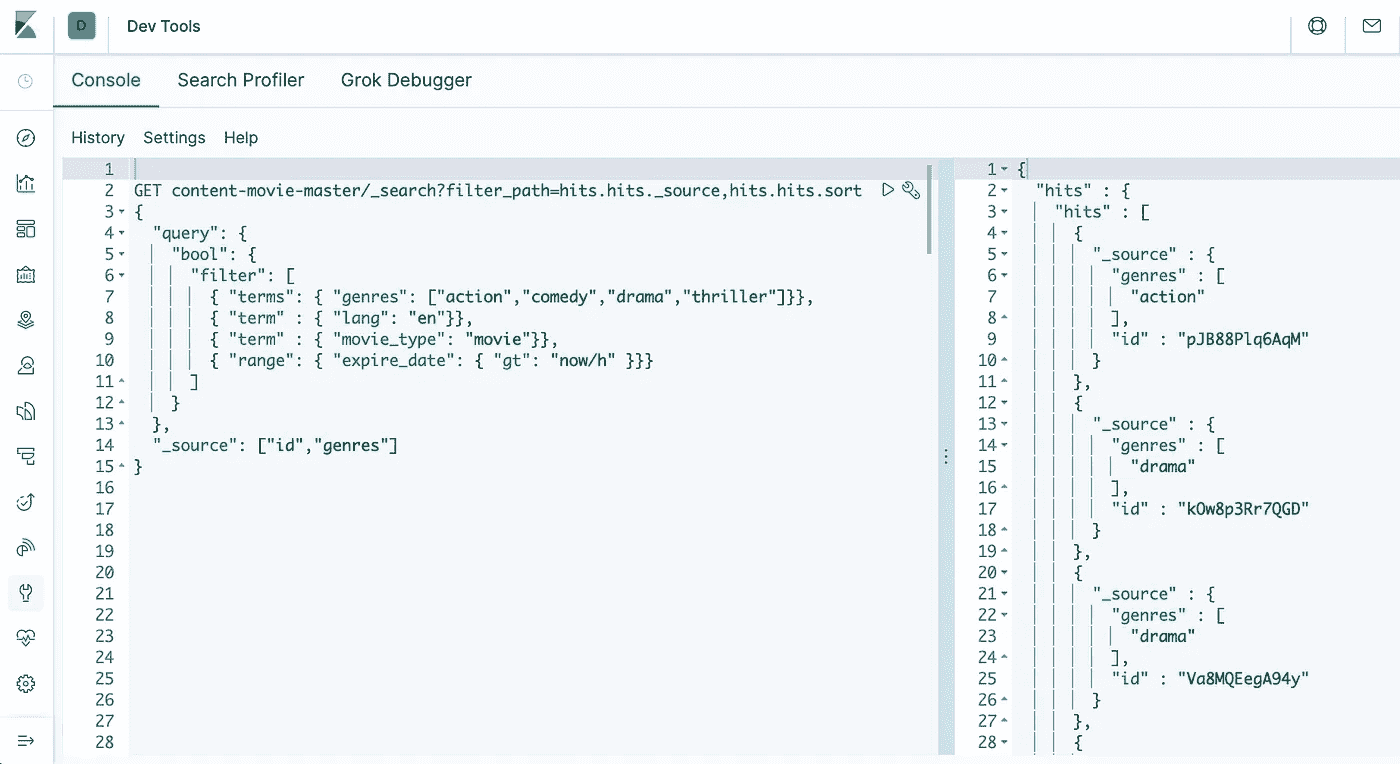 D Dev Tools
Console Search Profiler Grok Debugger
History Settings Help
1
2 GET content-movie-master/_search?filter_path=hits.hits._source,hits.hits.sort
3 {
4 "query": {
5 "bool": {
6 "filter": [
7 { "terms": { "genres": ["action","comedy","drama","thriller"]}},
8 { "term" : { "lang": "en"}},
9 { "term" : { "movie_type": "movie"}},
10 { "range": { "expire_date": { "gt": "now/h" }}}
11 ]
12 }
13 },
14 "_source": ["id","genres"]
15 }
16
17
18
19
20
21
22
23
24
25
26
27
28
1 {
2 "hits" : {
3 "hits" : [
4 {
5 "_source" : {
6 "genres" : [
7 "action"
8 ],
9 "id" : "pJB88Plq6AqM"
10 }
11 },
12 {
13 "_source" : {
14 "genres" : [
15 "drama"
16 ],
17 "id" : "kOw8p3Rr7QGD"
18 }
19 },
20 {
21 "_source" : {
22 "genres" : [
23 "drama"
24 ],
25 "id" : "Va8MQEegA94y"
26 }
27 },
28 {